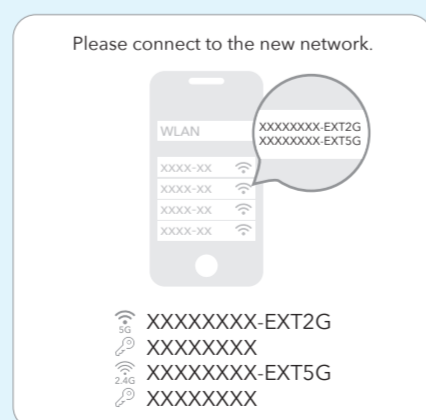 Please connect to the new network.
WLAN
XXXXXXXX-EXT2G
XXXXXXXX-EXT5G
XXXX-XX
XXXX-XX
XXXX-XX
XXXX-XX
5G XXXXXXXX-EXT2G
XXXXXXXX
2.4G XXXXXXXX-EXT5G
XXXXXXXX